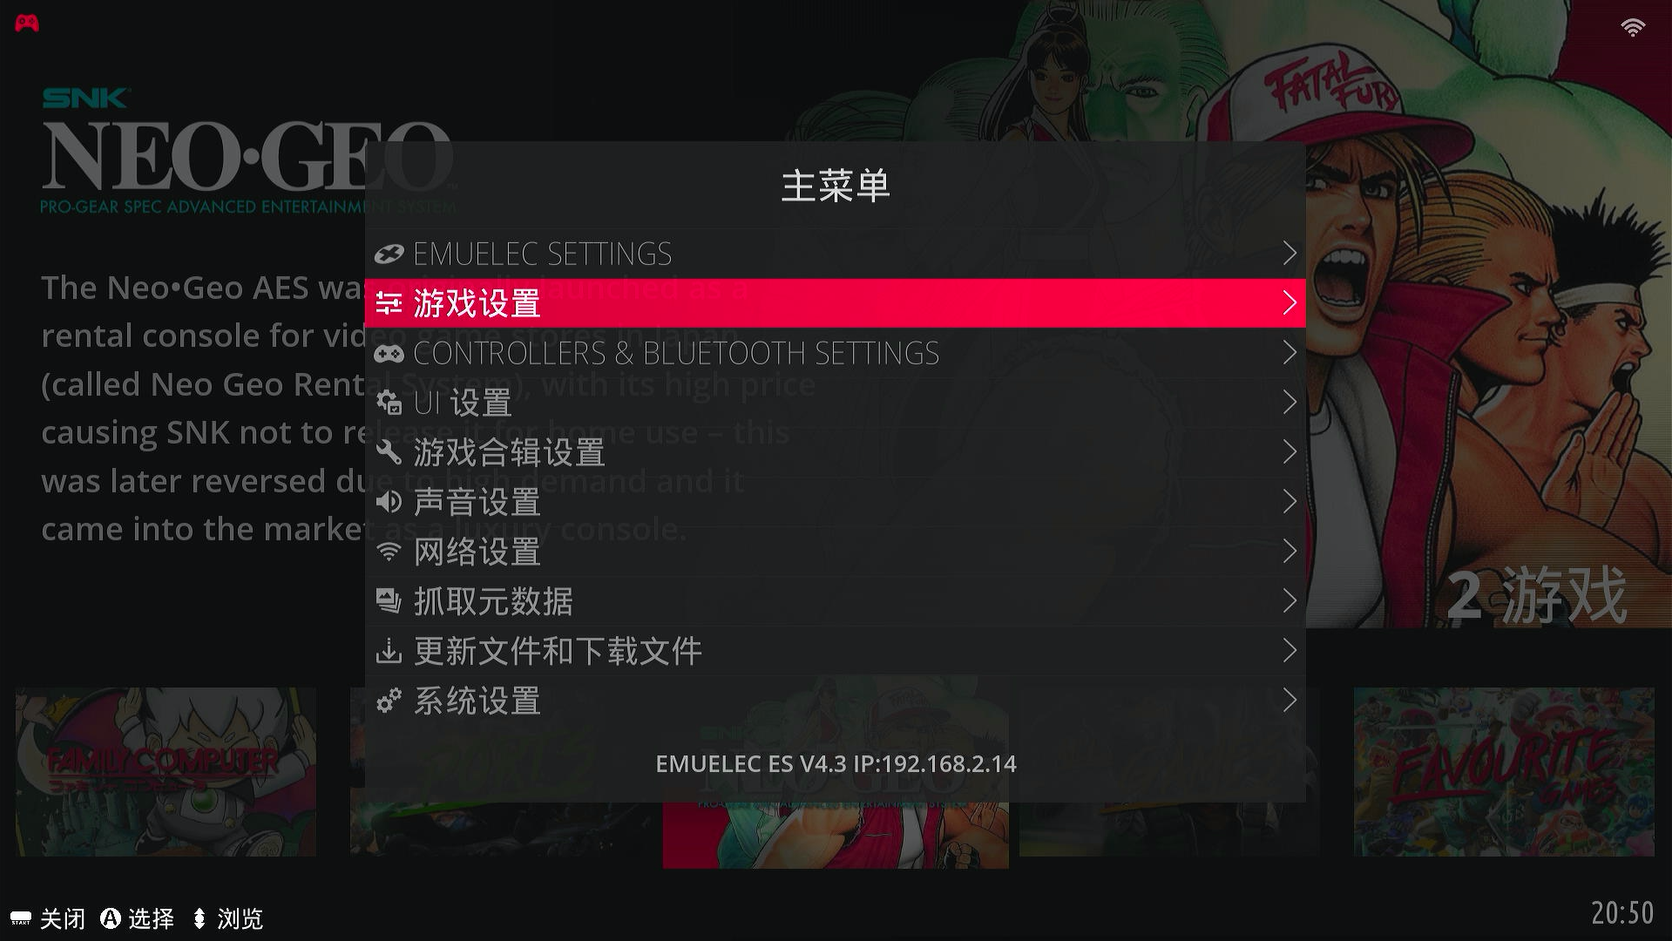 SNK
NEO•GEO
PRO-GEAR SPEC ADVANCED ENTERTAINMENT SYSTEM
FATAL FURY
主菜单
EMUELEC SETTINGS
The Neo•Geo AES was originally launched as a
游戏设置
rental console for video game stores in Japan
CONTROLLERS & BLUETOOTH SETTINGS
(called Neo Geo Rental System), with its high price
UI 设置
causing SNK not to release it for home use – this
游戏合辑设置
was later reversed due to high demand and it
声音设置
came into the market as a luxury console.
网络设置
抓取元数据
2 游戏
更新文件和下载文件
系统设置
EMUELEC ES V4.3 IP:192.168.2.14
FAMILY COMPUTER
FAVOURITE
GAMES
START 关闭 A 选择 浏览
20:50